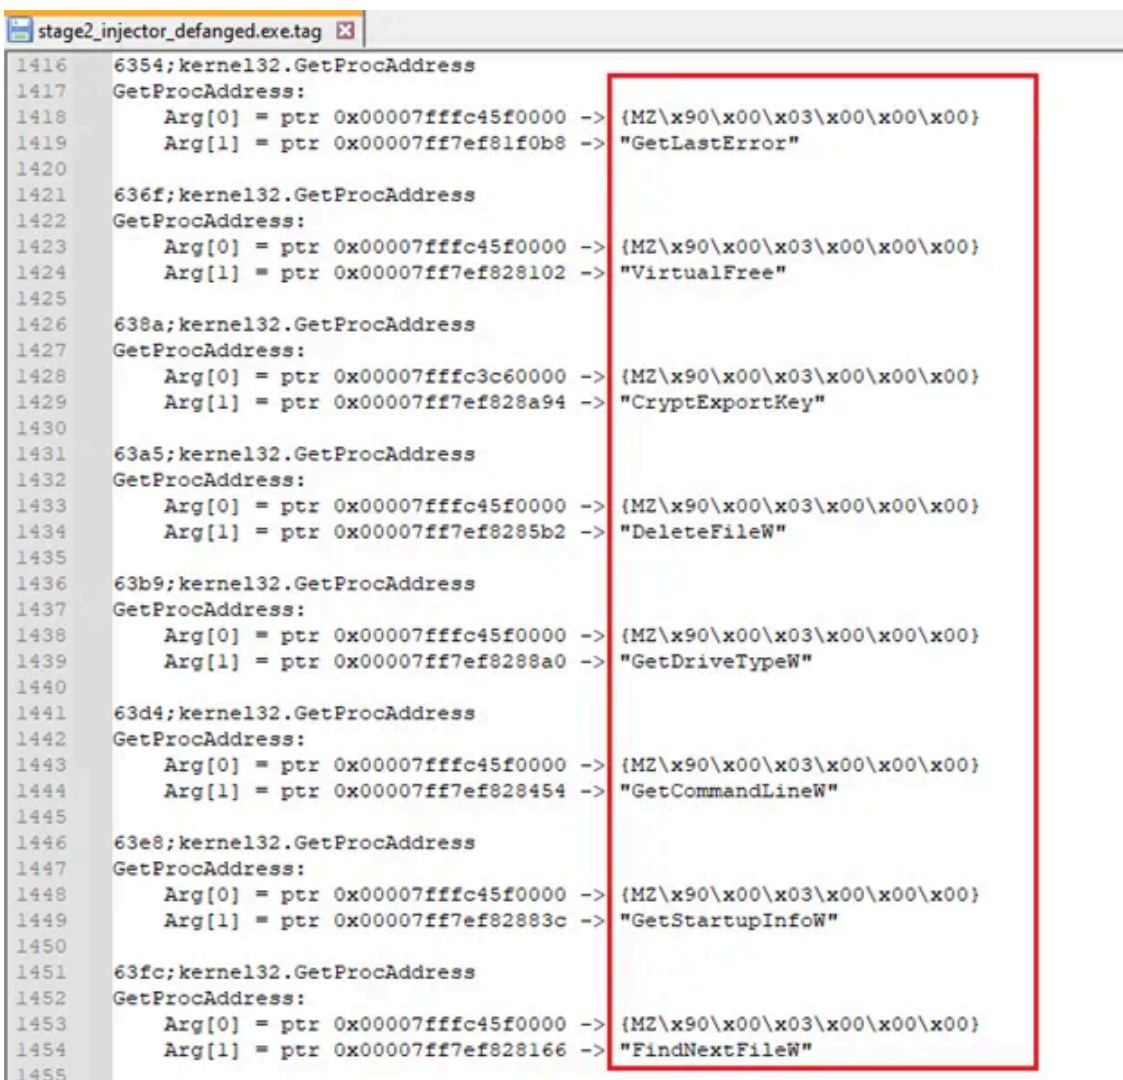 stage2_injector_defanged.exe.tag
1416 6354;kernel32.GetProcAddress
1417 GetProcAddress:
1418 Arg[0] = ptr 0x00007fffc45f0000 -> {MZ\x90\x00\x03\x00\x00\x00}
1419 Arg[1] = ptr 0x00007ff7ef81f0b8 -> "GetLastError"
1420
1421 636f;kernel32.GetProcAddress
1422 GetProcAddress:
1423 Arg[0] = ptr 0x00007fffc45f0000 -> {MZ\x90\x00\x03\x00\x00\x00}
1424 Arg[1] = ptr 0x00007ff7ef828102 -> "VirtualFree"
1425
1426 638a;kernel32.GetProcAddress
1427 GetProcAddress:
1428 Arg[0] = ptr 0x00007fffc3c60000 -> {MZ\x90\x00\x03\x00\x00\x00}
1429 Arg[1] = ptr 0x00007ff7ef828a94 -> "CryptExportKey"
1430
1431 63a5;kernel32.GetProcAddress
1432 GetProcAddress:
1433 Arg[0] = ptr 0x00007fffc45f0000 -> {MZ\x90\x00\x03\x00\x00\x00}
1434 Arg[1] = ptr 0x00007ff7ef8285b2 -> "DeleteFileW"
1435
1436 63b9;kernel32.GetProcAddress
1437 GetProcAddress:
1438 Arg[0] = ptr 0x00007fffc45f0000 -> {MZ\x90\x00\x03\x00\x00\x00}
1439 Arg[1] = ptr 0x00007ff7ef8288a0 -> "GetDriveTypeW"
1440
1441 63d4;kernel32.GetProcAddress
1442 GetProcAddress:
1443 Arg[0] = ptr 0x00007fffc45f0000 -> {MZ\x90\x00\x03\x00\x00\x00}
1444 Arg[1] = ptr 0x00007ff7ef828454 -> "GetCommandLineW"
1445
1446 63e8;kernel32.GetProcAddress
1447 GetProcAddress:
1448 Arg[0] = ptr 0x00007fffc45f0000 -> {MZ\x90\x00\x03\x00\x00\x00}
1449 Arg[1] = ptr 0x00007ff7ef82883c -> "GetStartupInfoW"
1450
1451 63fc;kernel32.GetProcAddress
1452 GetProcAddress:
1453 Arg[0] = ptr 0x00007fffc45f0000 -> {MZ\x90\x00\x03\x00\x00\x00}
1454 Arg[1] = ptr 0x00007ff7ef828166 -> "FindNextFileW"
1455